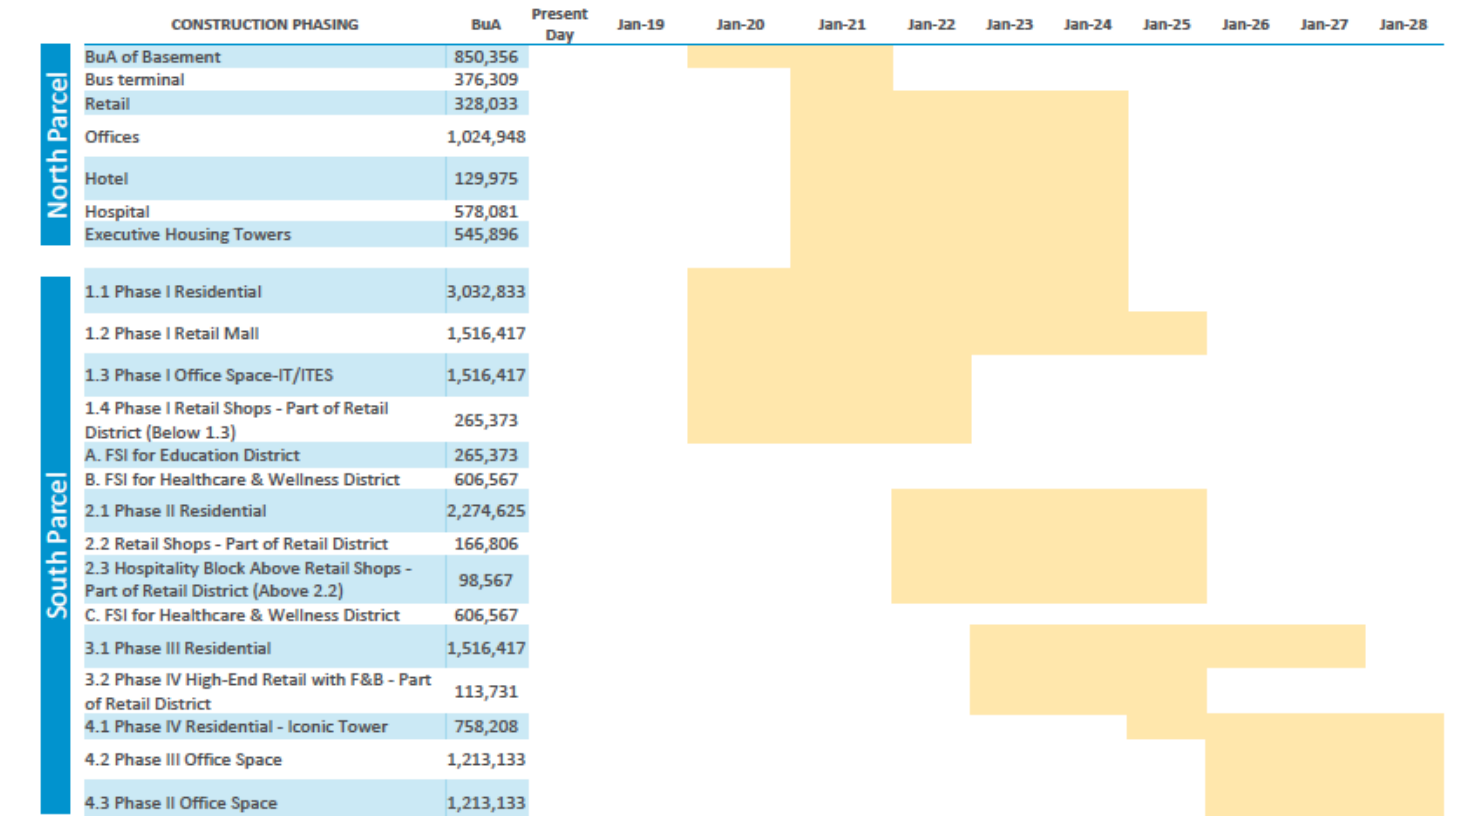 CONSTRUCTION PHASING BuA Present Day Jan-19 Jan-20 Jan-21 Jan-22 Jan-23 Jan-24 Jan-25 Jan-26 Jan-27 Jan-28
North Parcel
BuA of Basement 850,356
Bus terminal 376,309
Retail 328,033
Offices 1,024,948
Hotel 129,975
Hospital 578,081
Executive Housing Towers 545,896
South Parcel
1.1 Phase I Residential 3,032,833
1.2 Phase I Retail Mall 1,516,417
1.3 Phase I Office Space-IT/ITES 1,516,417
1.4 Phase I Retail Shops - Part of Retail
District (Below 1.3) 265,373
A. FSI for Education District 265,373
B. FSI for Healthcare & Wellness District 606,567
2.1 Phase II Residential 2,274,625
2.2 Retail Shops - Part of Retail District 166,806
2.3 Hospitality Block Above Retail Shops -
Part of Retail District (Above 2.2) 98,567
C. FSI for Healthcare & Wellness District 606,567
3.1 Phase III Residential 1,516,417
3.2 Phase IV High-End Retail with F&B - Part
of Retail District 113,731
4.1 Phase IV Residential - Iconic Tower 758,208
4.2 Phase III Office Space 1,213,133
4.3 Phase II Office Space 1,213,133